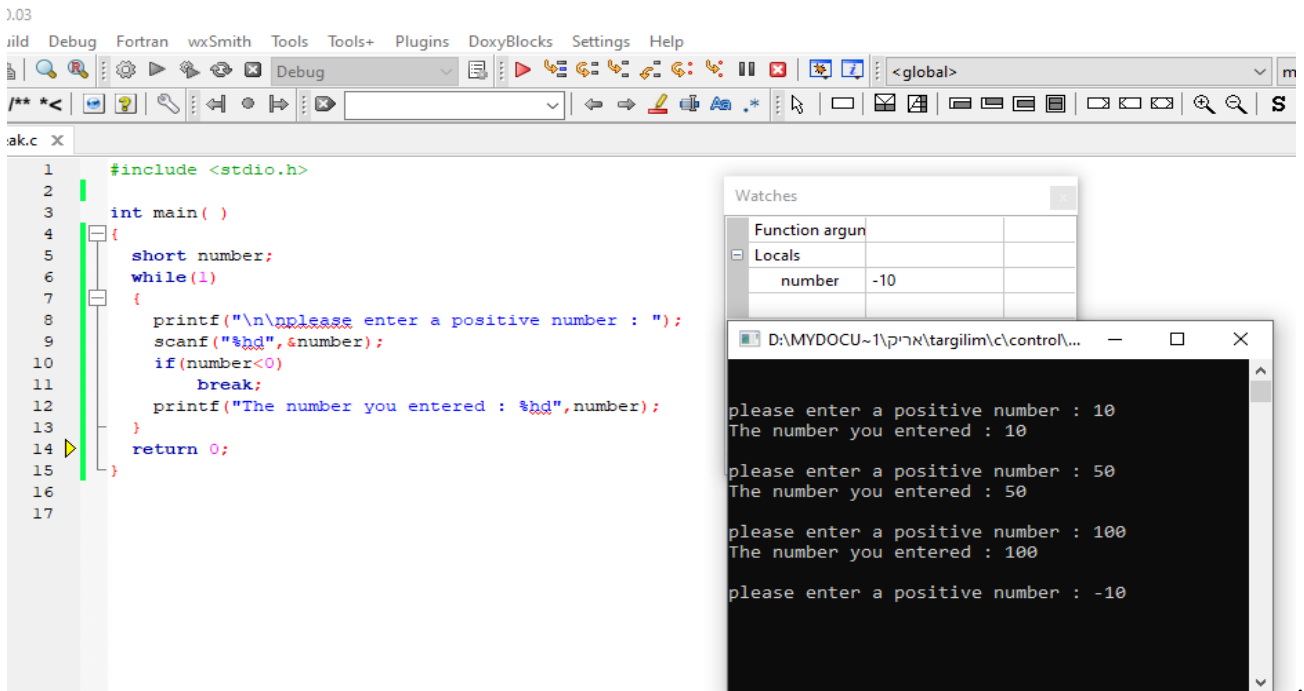 0.03
uild Debug Fortran wxSmith Tools Tools+ Plugins DoxyBlocks Settings Help
Debug
<global>
m
/** *<
S
eak.c X
1 #include <stdio.h>
2
3 int main( )
4 {
5 short number;
6 while(1)
7 {
8 printf("\n\nplease enter a positive number : ");
9 scanf("%hd",&number);
10 if(number<0)
11 break;
12 printf("The number you entered : %hd",number);
13 }
14 return 0;
15 }
16
17
Watches
Function argun
Locals
number -10
D:\MYDOCU~1\אריק\targilim\c\control\...
please enter a positive number : 10
The number you entered : 10
please enter a positive number : 50
The number you entered : 50
please enter a positive number : 100
The number you entered : 100
please enter a positive number : -10